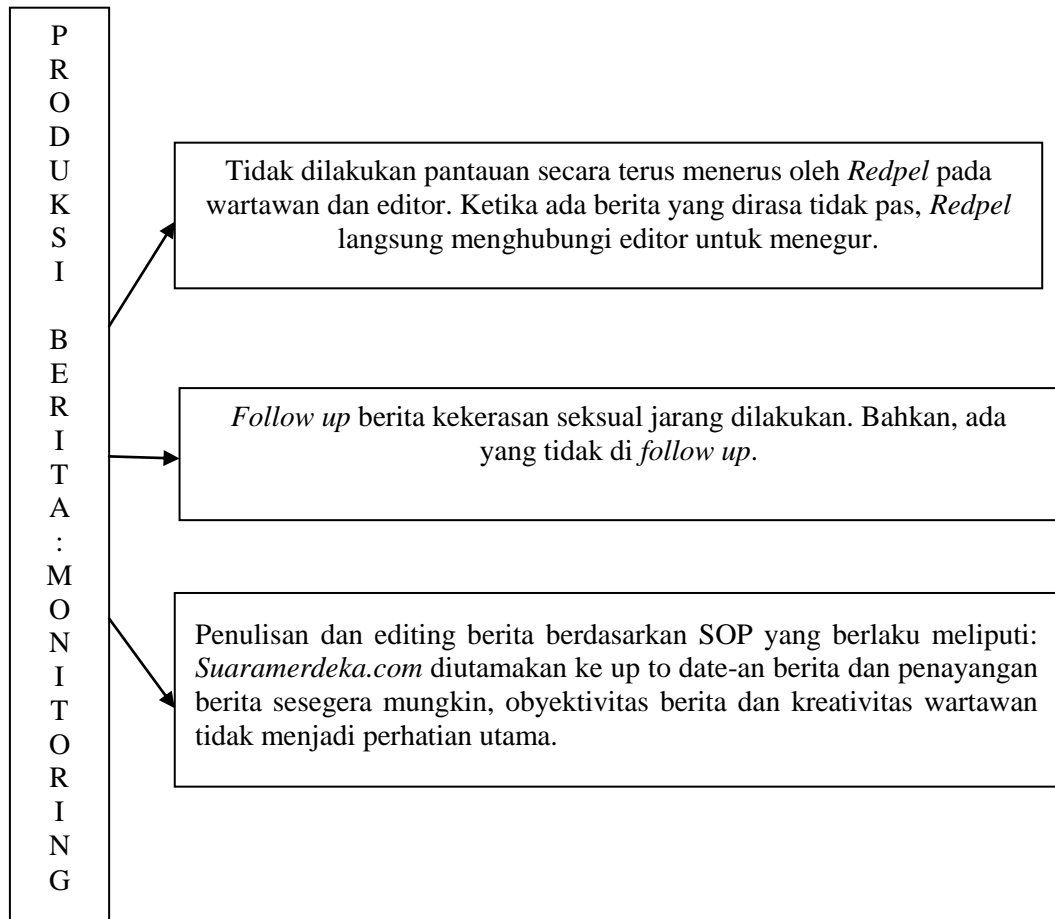 PRODUKSI BERITA:MONITORING
Tidak dilakukan pantauan secara terus menerus oleh Redpel pada
wartawan dan editor. Ketika ada berita yang dirasa tidak pas, Redpel
langsung menghubungi editor untuk menegur.
Follow up berita kekerasan seksual jarang dilakukan. Bahkan, ada
yang tidak di follow up.
Penulisan dan editing berita berdasarkan SOP yang berlaku meliputi:
Suaramerdeka.com diutamakan ke up to date-an berita dan penayangan
berita sesegera mungkin, obyektivitas berita dan kreativitas wartawan
tidak menjadi perhatian utama.